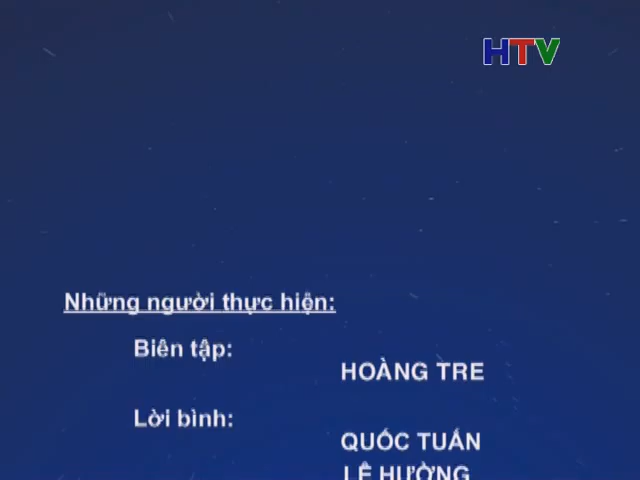 HTV
Những người thực hiện:
Biên tập:
HOÀNG TRE
Lời bình:
QUỐC TUẤN
LÊ HƯỜNG